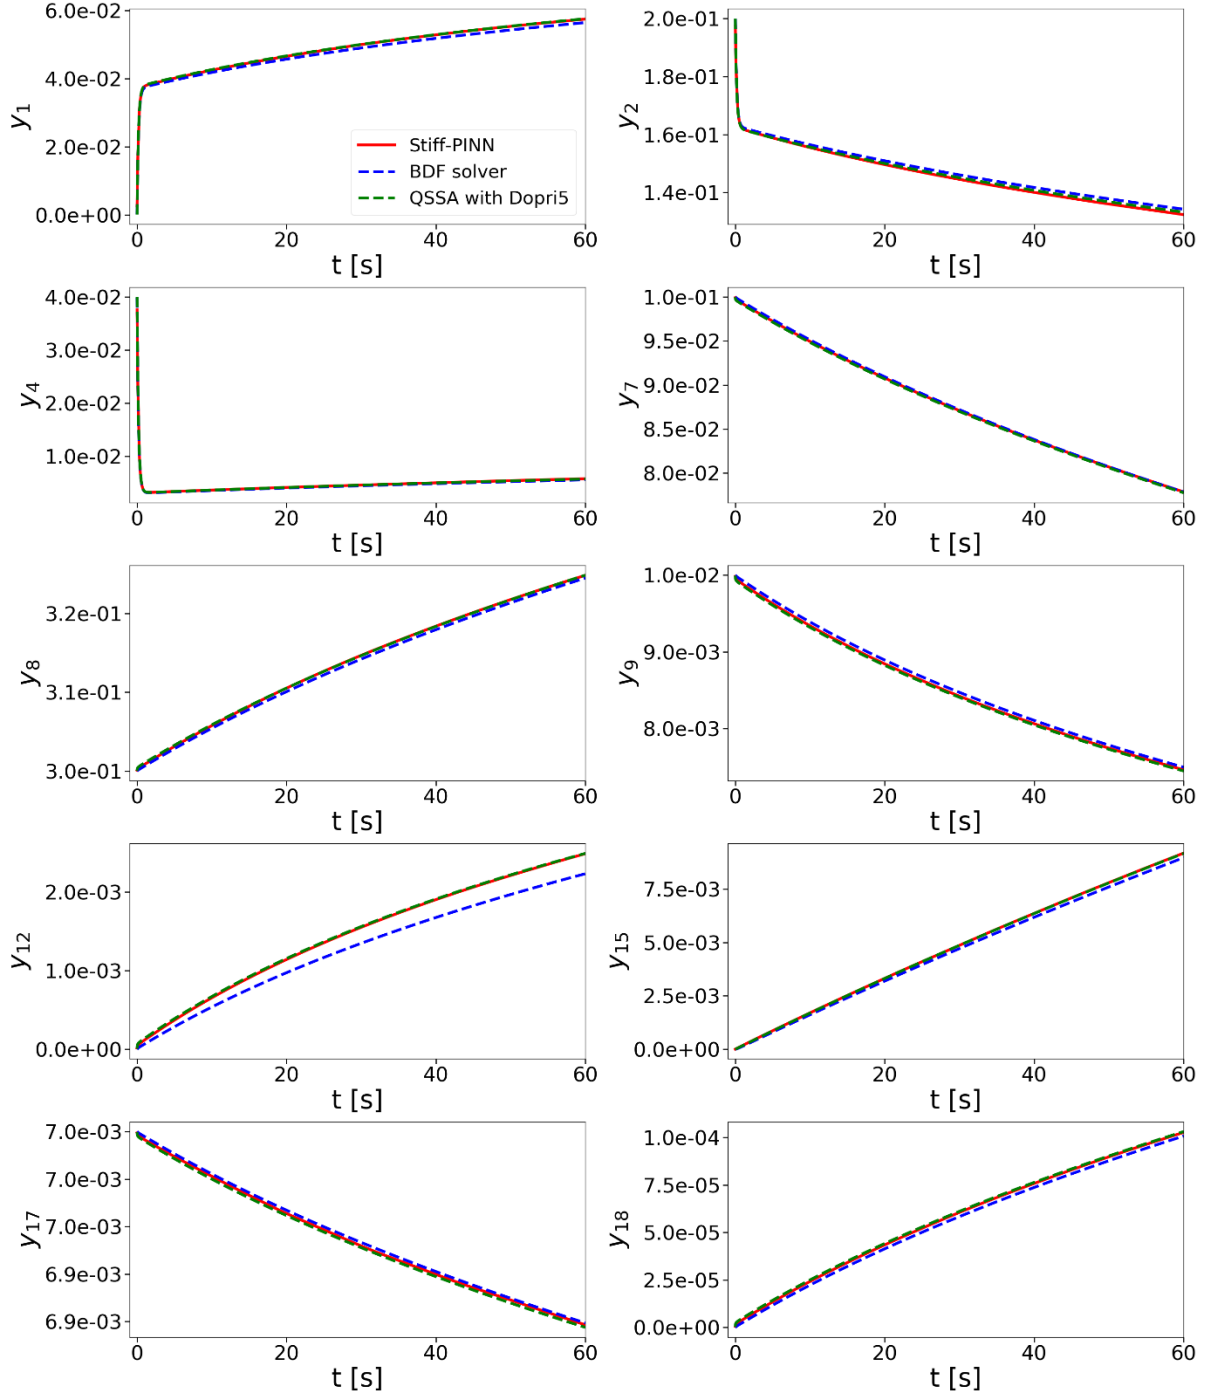 6.0e-02
4.0e-02
2.0e-02
0.0e+00
y1
0 20 40 60
t [s]
Stiff-PINN
BDF solver
QSSA with Dopri5
2.0e-01
1.8e-01
1.6e-01
1.4e-01
y2
0 20 40 60
t [s]
4.0e-02
3.0e-02
2.0e-02
1.0e-02
y4
0 20 40 60
t [s]
1.0e-01
9.5e-02
9.0e-02
8.5e-02
8.0e-02
y7
0 20 40 60
t [s]
3.2e-01
3.1e-01
3.0e-01
y8
0 20 40 60
t [s]
1.0e-02
9.0e-03
8.0e-03
y9
0 20 40 60
t [s]
2.0e-03
1.0e-03
0.0e+00
y12
0 20 40 60
t [s]
7.5e-03
5.0e-03
2.5e-03
0.0e+00
y15
0 20 40 60
t [s]
7.0e-03
7.0e-03
7.0e-03
6.9e-03
6.9e-03
y17
0 20 40 60
t [s]
1.0e-04
7.5e-05
5.0e-05
2.5e-05
0.0e+00
y18
0 20 40 60
t [s]